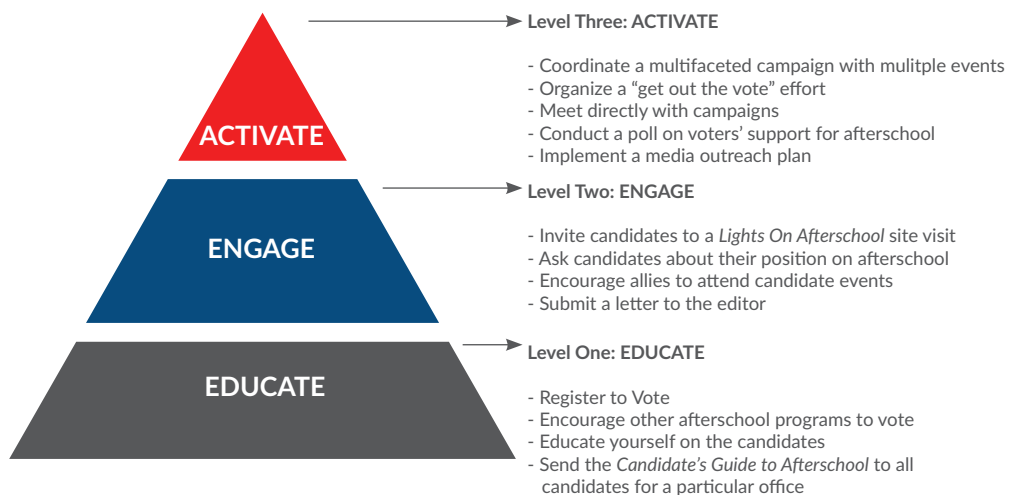 Level Three: ACTIVATE
- Coordinate a multifaceted campaign with mulitple events
- Organize a “get out the vote” effort
- Meet directly with campaigns
- Conduct a poll on voters’ support for afterschool
- Implement a media outreach plan
ACTIVATE
Level Two: ENGAGE
- Invite candidates to a Lights On Afterschool site visit
- Ask candidates about their position on afterschool
- Encourage allies to attend candidate events
- Submit a letter to the editor
ENGAGE
Level One: EDUCATE
- Register to Vote
- Encourage other afterschool programs to vote
- Educate yourself on the candidates
- Send the Candidate’s Guide to Afterschool to all
candidates for a particular office
EDUCATE